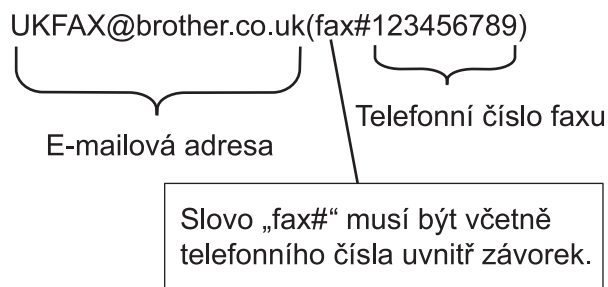 UKFAX@brother.co.uk(fax#123456789)
Telefonní číslo faxu
E-mailová adresa
Slovo „fax#“ musí být včetně
telefonního čísla uvnitř závorek.